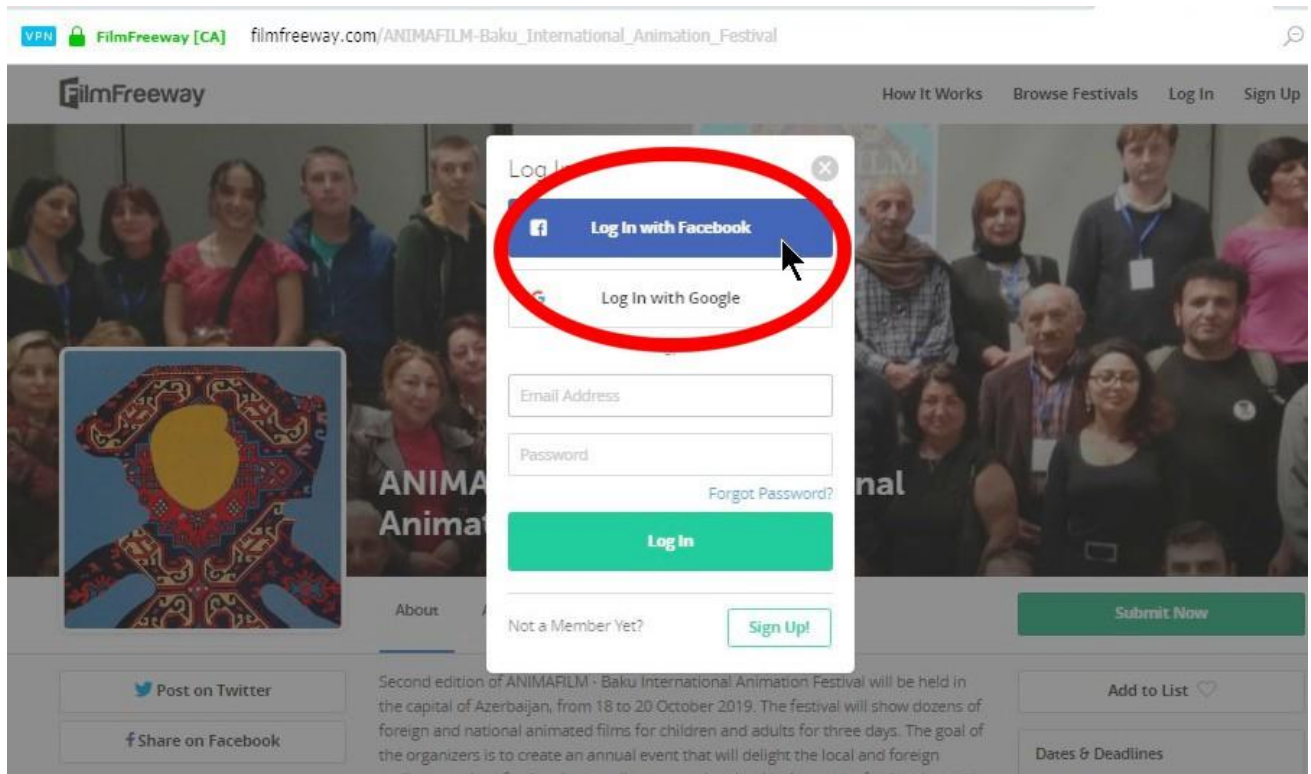 VPN FilmFreeway [CA] filmfreeway.com/ANIMAFILM-Baku_International_Animation_Festival
FilmFreeway
How It Works Browse Festivals Log In Sign Up
Log In
Log In with Facebook
Log In with Google
Email Address
Password
Forgot Password?
Log In
Not a Member Yet? Sign Up!
ILM
ANIMA nal
Animat
About A
Submit Now
Post on Twitter
Share on Facebook
Second edition of ANIMAFILM - Baku International Animation Festival will be held in
the capital of Azerbaijan, from 18 to 20 October 2019. The festival will show dozens of
foreign and national animated films for children and adults for three days. The goal of
the organizers is to create an annual event that will delight the local and foreign
Add to List
Dates & Deadlines